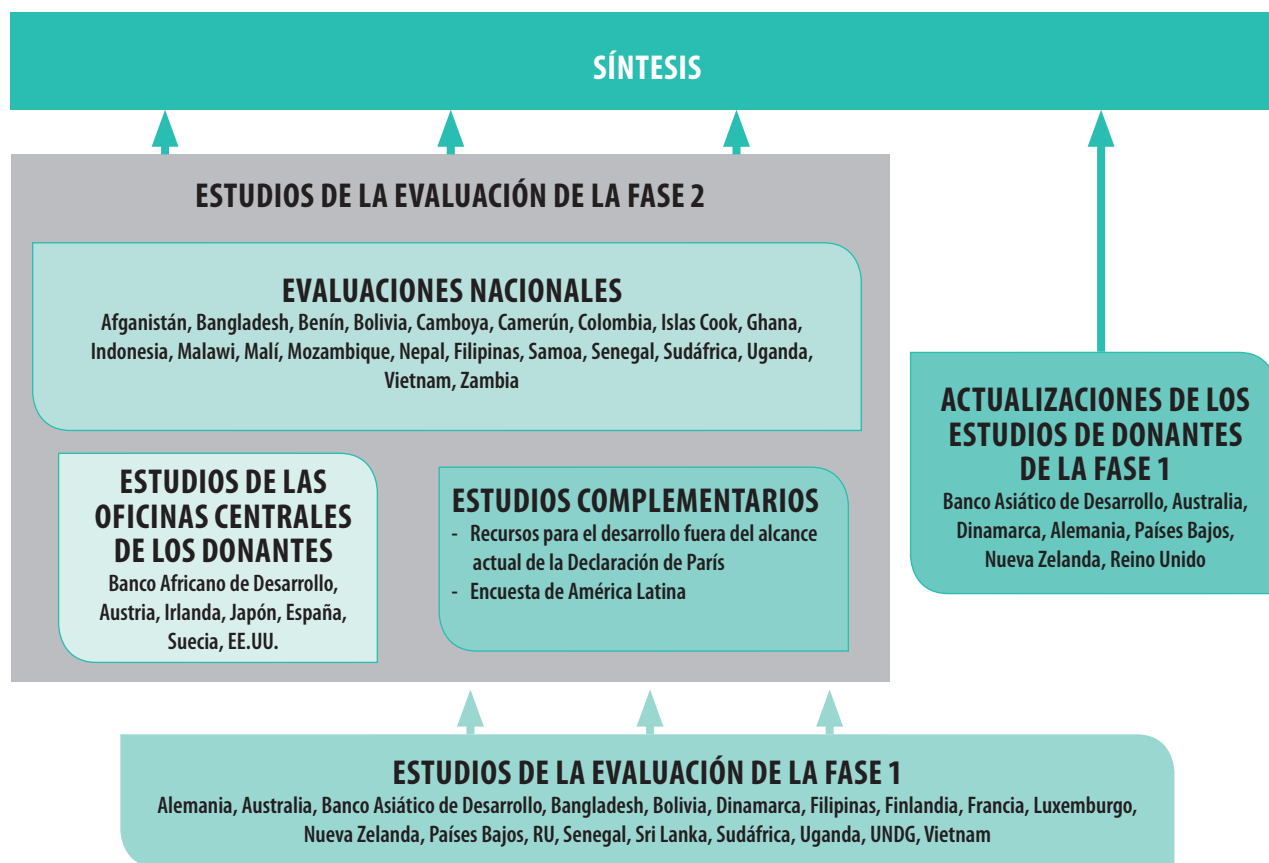 SÍNTESIS
ESTUDIOS DE LA EVALUACIÓN DE LA FASE 2
EVALUACIONES NACIONALES
Afganistán, Bangladesh, Benín, Bolivia, Camboya, Camerún, Colombia, Islas Cook, Ghana,
Indonesia, Malawi, Malí, Mozambique, Nepal, Filipinas, Samoa, Senegal, Sudáfrica, Uganda,
Vietnam, Zambia
ESTUDIOS DE LAS
OFICINAS CENTRALES
DE LOS DONANTES
Banco Africano de Desarrollo,
Austria, Irlanda, Japón, España,
Suecia, EE.UU.
ESTUDIOS COMPLEMENTARIOS
- Recursos para el desarrollo fuera del alcance
actual de la Declaración de París
- Encuesta de América Latina
ACTUALIZACIONES DE LOS
ESTUDIOS DE DONANTES
DE LA FASE 1
Banco Asiático de Desarrollo, Australia,
Dinamarca, Alemania, Países Bajos,
Nueva Zelanda, Reino Unido
ESTUDIOS DE LA EVALUACIÓN DE LA FASE 1
Alemania, Australia, Banco Asiático de Desarrollo, Bangladesh, Bolivia, Dinamarca, Filipinas, Finlandia, Francia, Luxemburgo,
Nueva Zelanda, Países Bajos, RU, Senegal, Sri Lanka, Sudáfrica, Uganda, UNDG, Vietnam